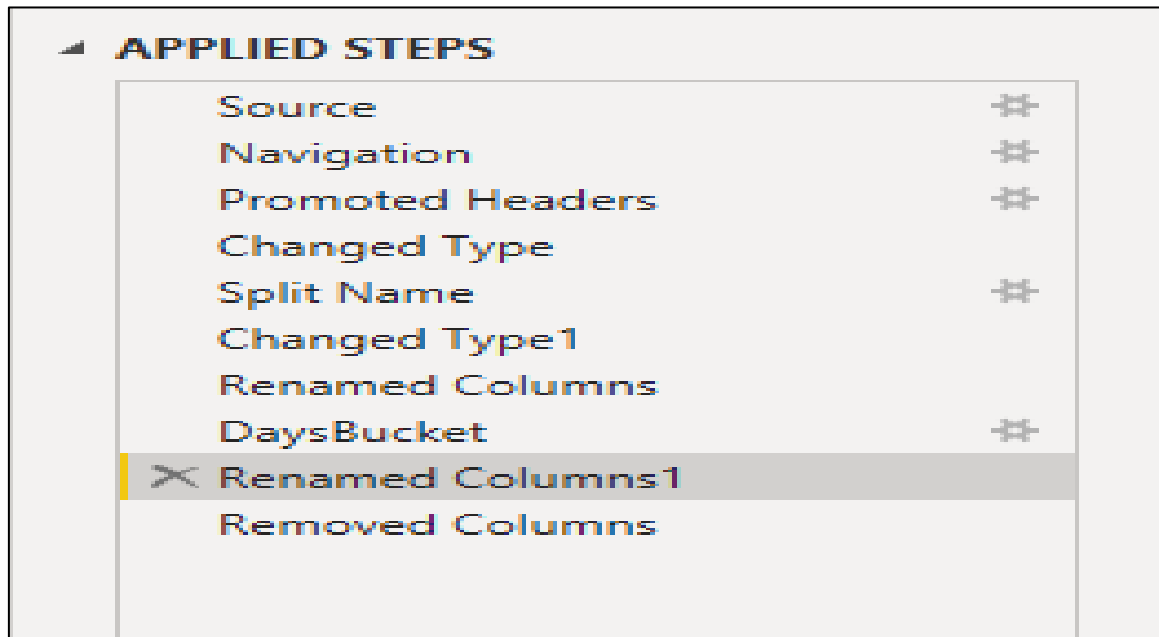 APPLIED STEPS
Source
Navigation
Promoted Headers
Changed Type
Split Name
Changed Type1
Renamed Columns
DaysBucket
Renamed Columns1
Removed Columns